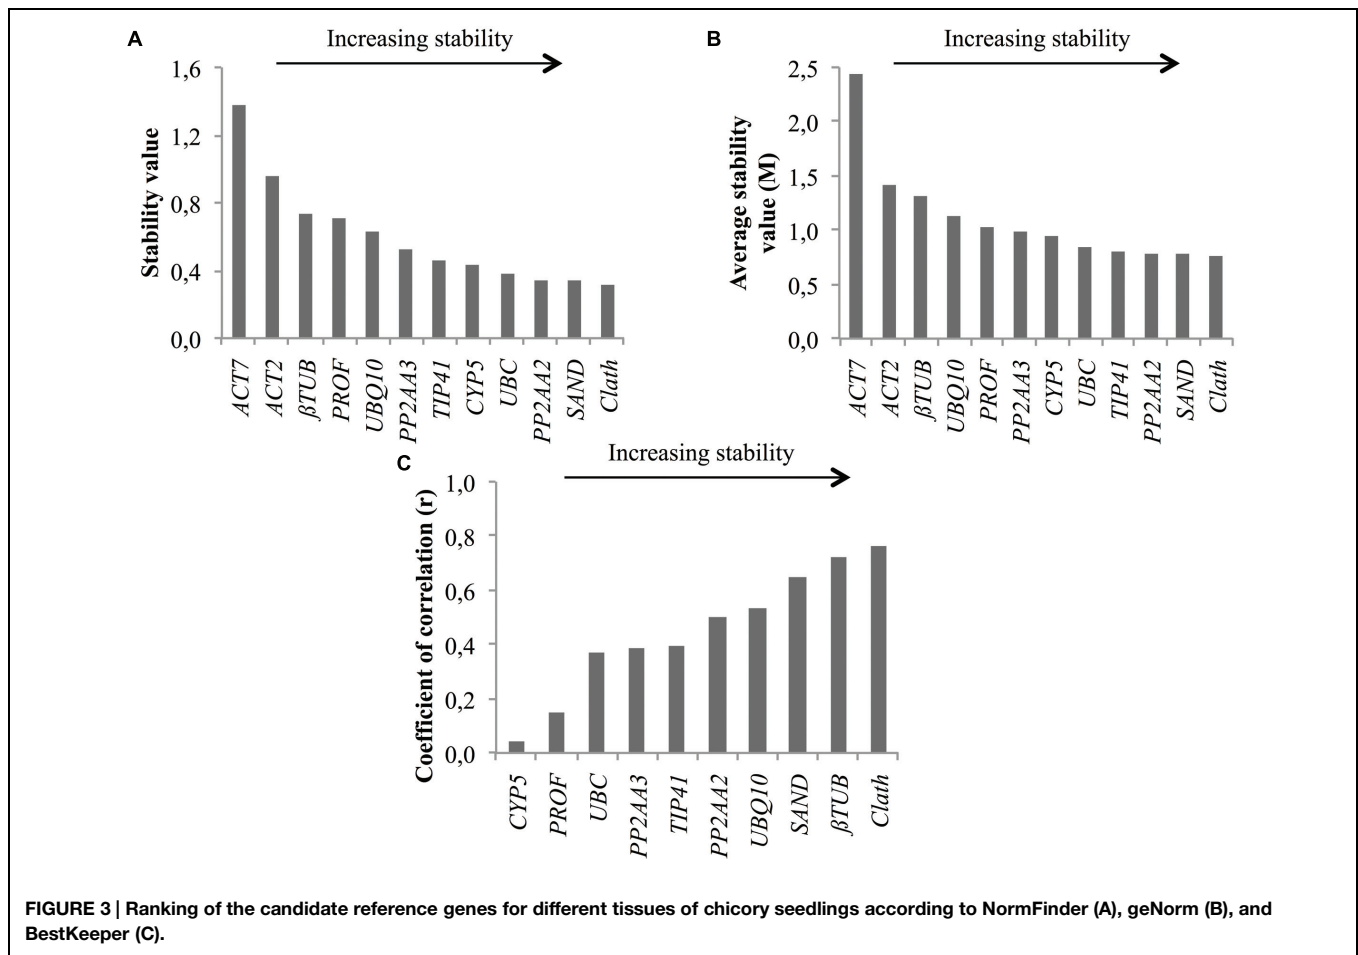 A
Increasing stability
Stability value
1,6
1,2
0,8
0,4
0,0
ACT7
ACT2
βTUB
PROF
UBQ10
PP2AA3
TIP41
CYP5
UBC
PP2AA2
SAND
Clath
B
Increasing stability
Average stability
value (M)
2,5
2,0
1,5
1,0
0,5
0,0
ACT7
ACT2
βTUB
UBQ10
PROF
PP2AA3
CYP5
UBC
TIP41
PP2AA2
SAND
Clath
C
Increasing stability
Coefficient of correlation (r)
1,0
0,8
0,6
0,4
0,2
0,0
CYP5
PROF
UBC
PP2AA3
TIP41
PP2AA2
UBQ10
SAND
βTUB
Clath
FIGURE 3 | Ranking of the candidate reference genes for different tissues of chicory seedlings according to NormFinder (A), geNorm (B), and
BestKeeper (C).